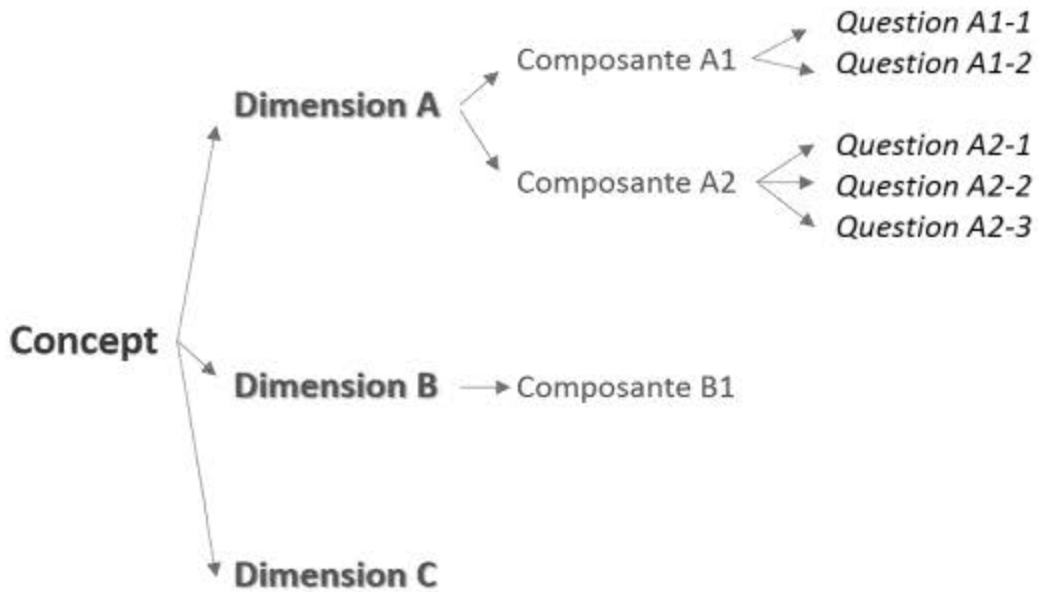 Question A1-1
Composante A1
Question A1-2
Dimension A
Question A2-1
Composante A2
Question A2-2
Question A2-3
Concept
Dimension B
Composante B1
Dimension C